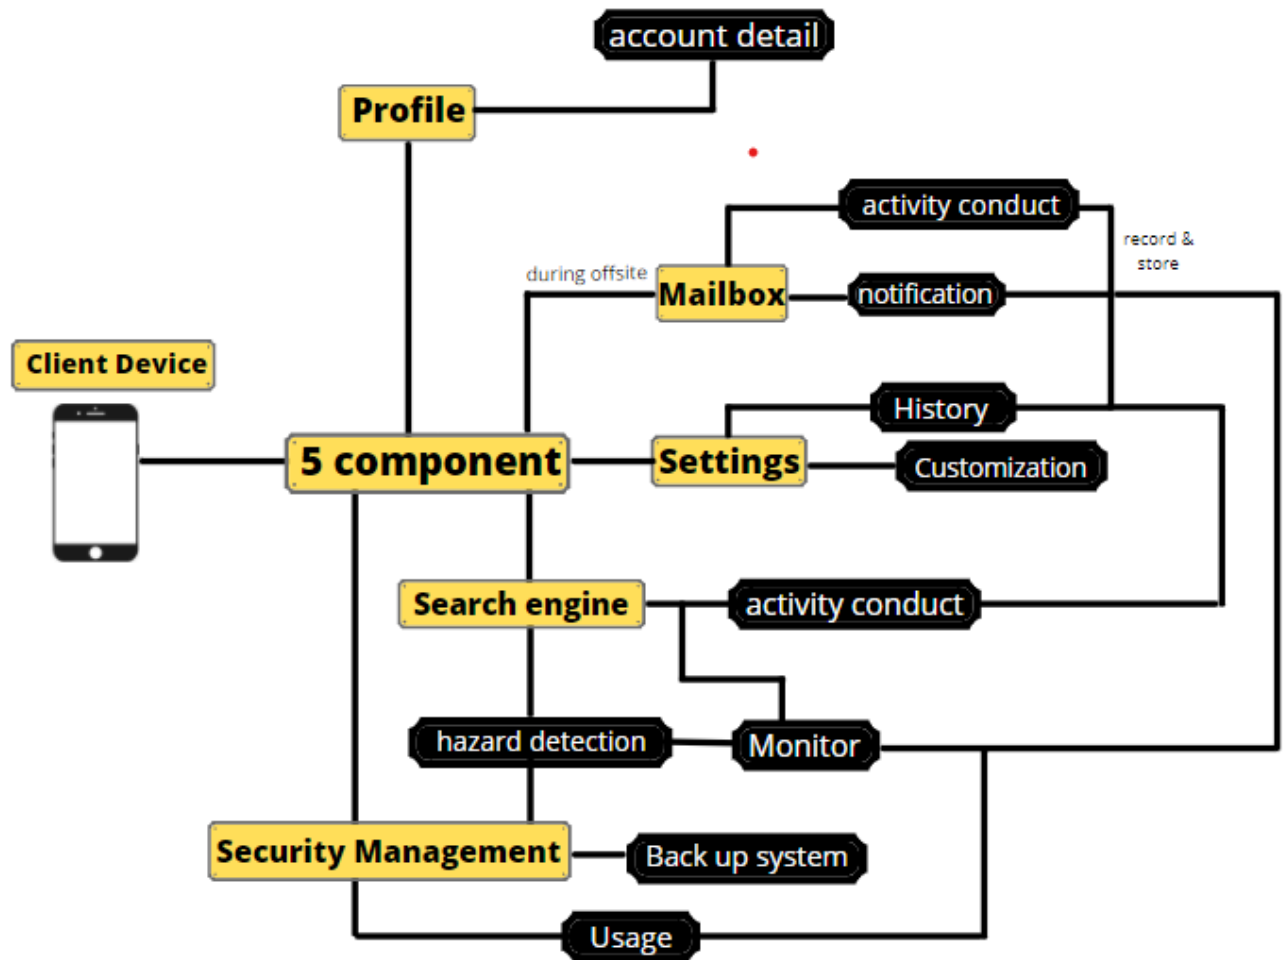 account detail
Profile
activity conduct
record &
store
during offsite
Mailbox
notification
Client Device
History
5 component
Settings
Customization
Search engine
activity conduct
hazard detection
Monitor
Security Management
Back up system
Usage